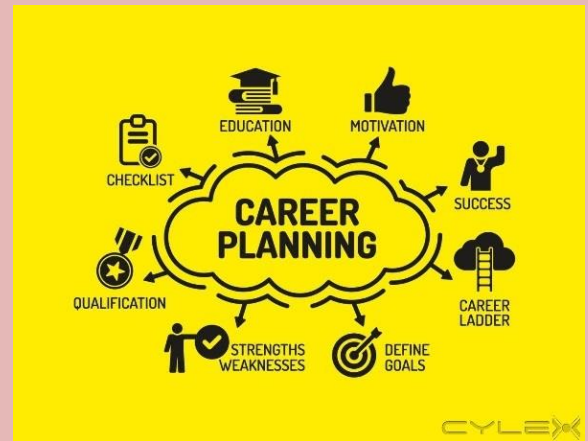 EDUCATION
MOTIVATION
CHECKLIST
SUCCESS
CAREER
PLANNING
QUALIFICATION
CAREER
LADDER
STRENGTHS
WEAKNESSES
DEFINE
GOALS
CYLEX